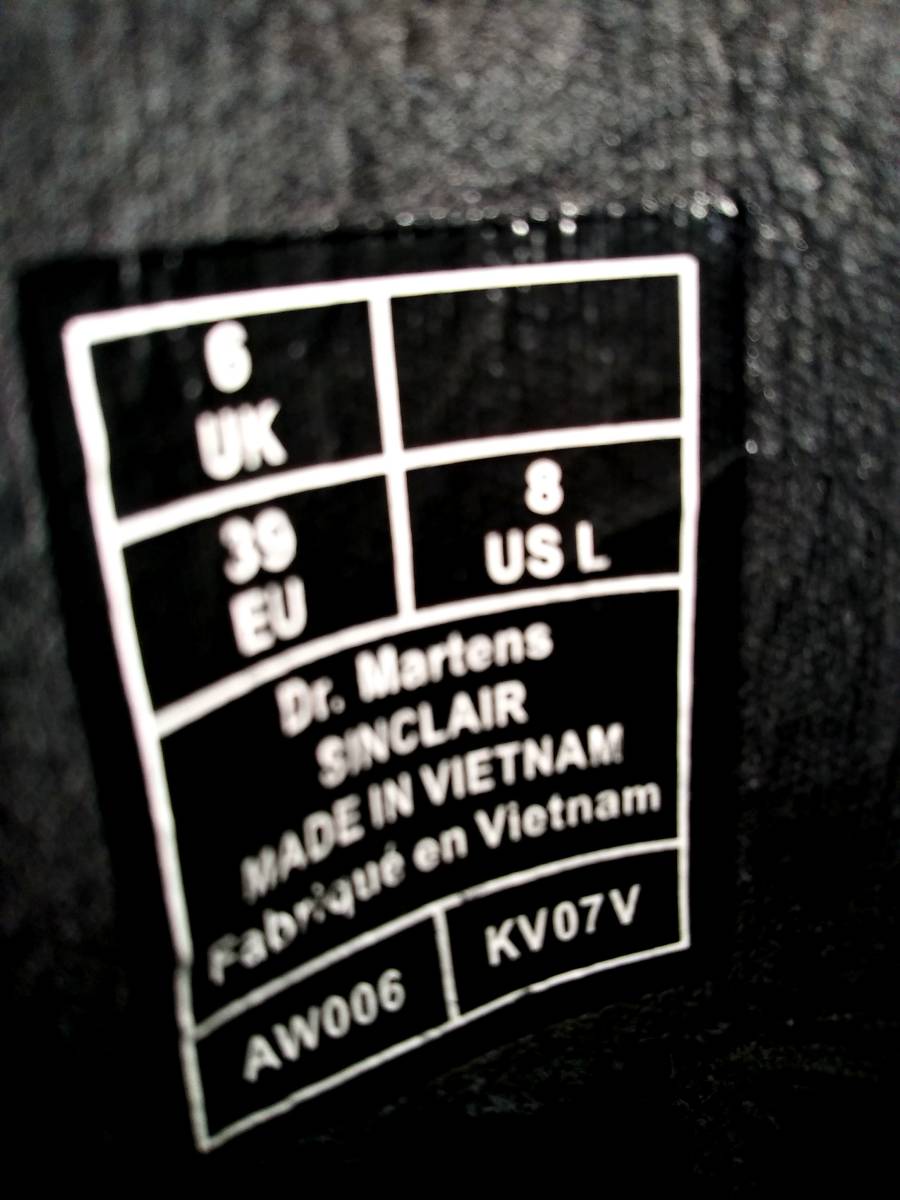 6
UK
39
EU
8
US L
Dr. Martens
SINCLAIR
MADE IN VIETNAM
Fabriqué en Vietnam
AW006
KV07V